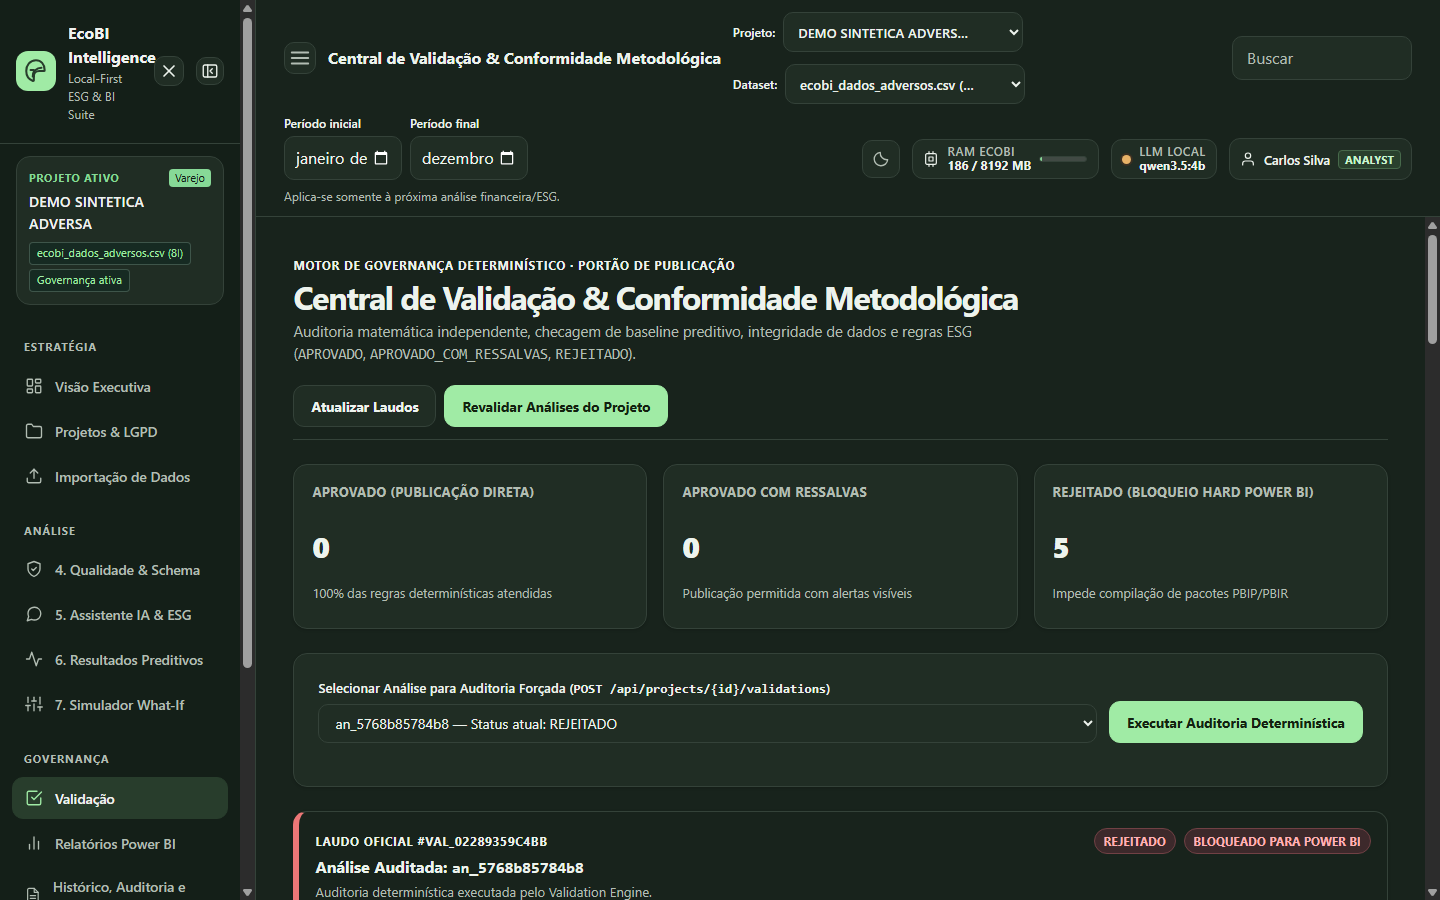 EcoBI
Intelligence
Local-First
ESG & BI
Suite
PROJETO ATIVO
Varejo
DEMO SINTETICA
ADVERSA
ecobi_dados_adversos.csv (8l)
Governança ativa
ESTRATÉGIA
Visão Executiva
Projetos & LGPD
Importação de Dados
ANÁLISE
4. Qualidade & Schema
5. Assistente IA & ESG
6. Resultados Preditivos
7. Simulador What-If
GOVERNANÇA
Validação
Relatórios Power BI
Histórico, Auditoria e
Central de Validação & Conformidade Metodológica
Projeto:
DEMO SINTETICA ADVERS...
Dataset:
ecobi_dados_adversos.csv (...
Buscar
Período inicial
Período final
janeiro de
dezembro
Aplica-se somente à próxima análise financeira/ESG.
RAM ECOBI
186 / 8192 MB
LLM LOCAL
qwen3.5:4b
Carlos Silva
ANALYST
MOTOR DE GOVERNANÇA DETERMINÍSTICO · PORTÃO DE PUBLICAÇÃO
Central de Validação & Conformidade Metodológica
Auditoria matemática independente, checagem de baseline preditivo, integridade de dados e regras ESG
(APROVADO, APROVADO_COM_RESSALVAS, REJEITADO).
Atualizar Laudos
Revalidar Análises do Projeto
APROVADO (PUBLICAÇÃO DIRETA)
0
100% das regras determinísticas atendidas
APROVADO COM RESSALVAS
0
Publicação permitida com alertas visíveis
REJEITADO (BLOQUEIO HARD POWER BI)
5
Impede compilação de pacotes PBIP/PBIR
Selecionar Análise para Auditoria Forçada (POST /api/projects/{id}/validations)
an_5768b85784b8 — Status atual: REJEITADO
Executar Auditoria Determinística
LAUDO OFICIAL #VAL_02289359C4BB
REJEITADO
BLOQUEADO PARA POWER BI
Análise Auditada: an_5768b85784b8
Auditoria determinística executada pelo Validation Engine.